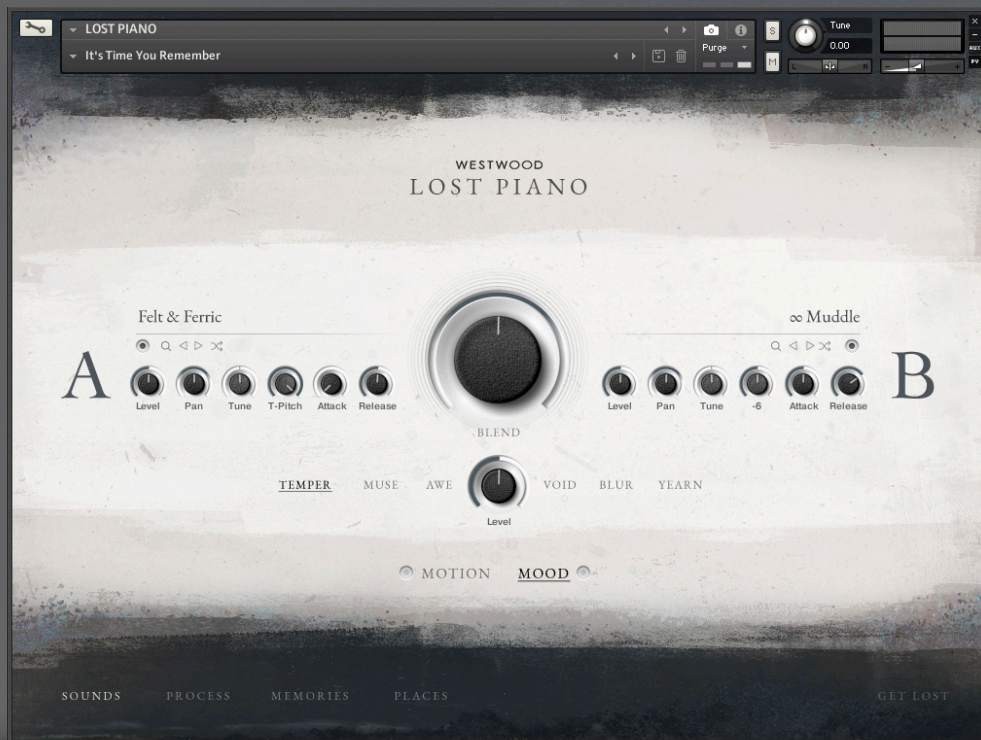 LOST PIANO
It's Time You Remember
Purge
S
M
Tune
0.00
L R
- +
AUX
PV
WESTWOOD
LOST PIANO
Felt & Ferric
∞ Muddle
A
B
Level Pan Tune T-Pitch Attack Release
Level Pan Tune -6 Attack Release
BLEND
TEMPER MUSE AWE VOID BLUR YEARN
Level
MOTION MOOD
SOUNDS PROCESS MEMORIES PLACES GET LOST